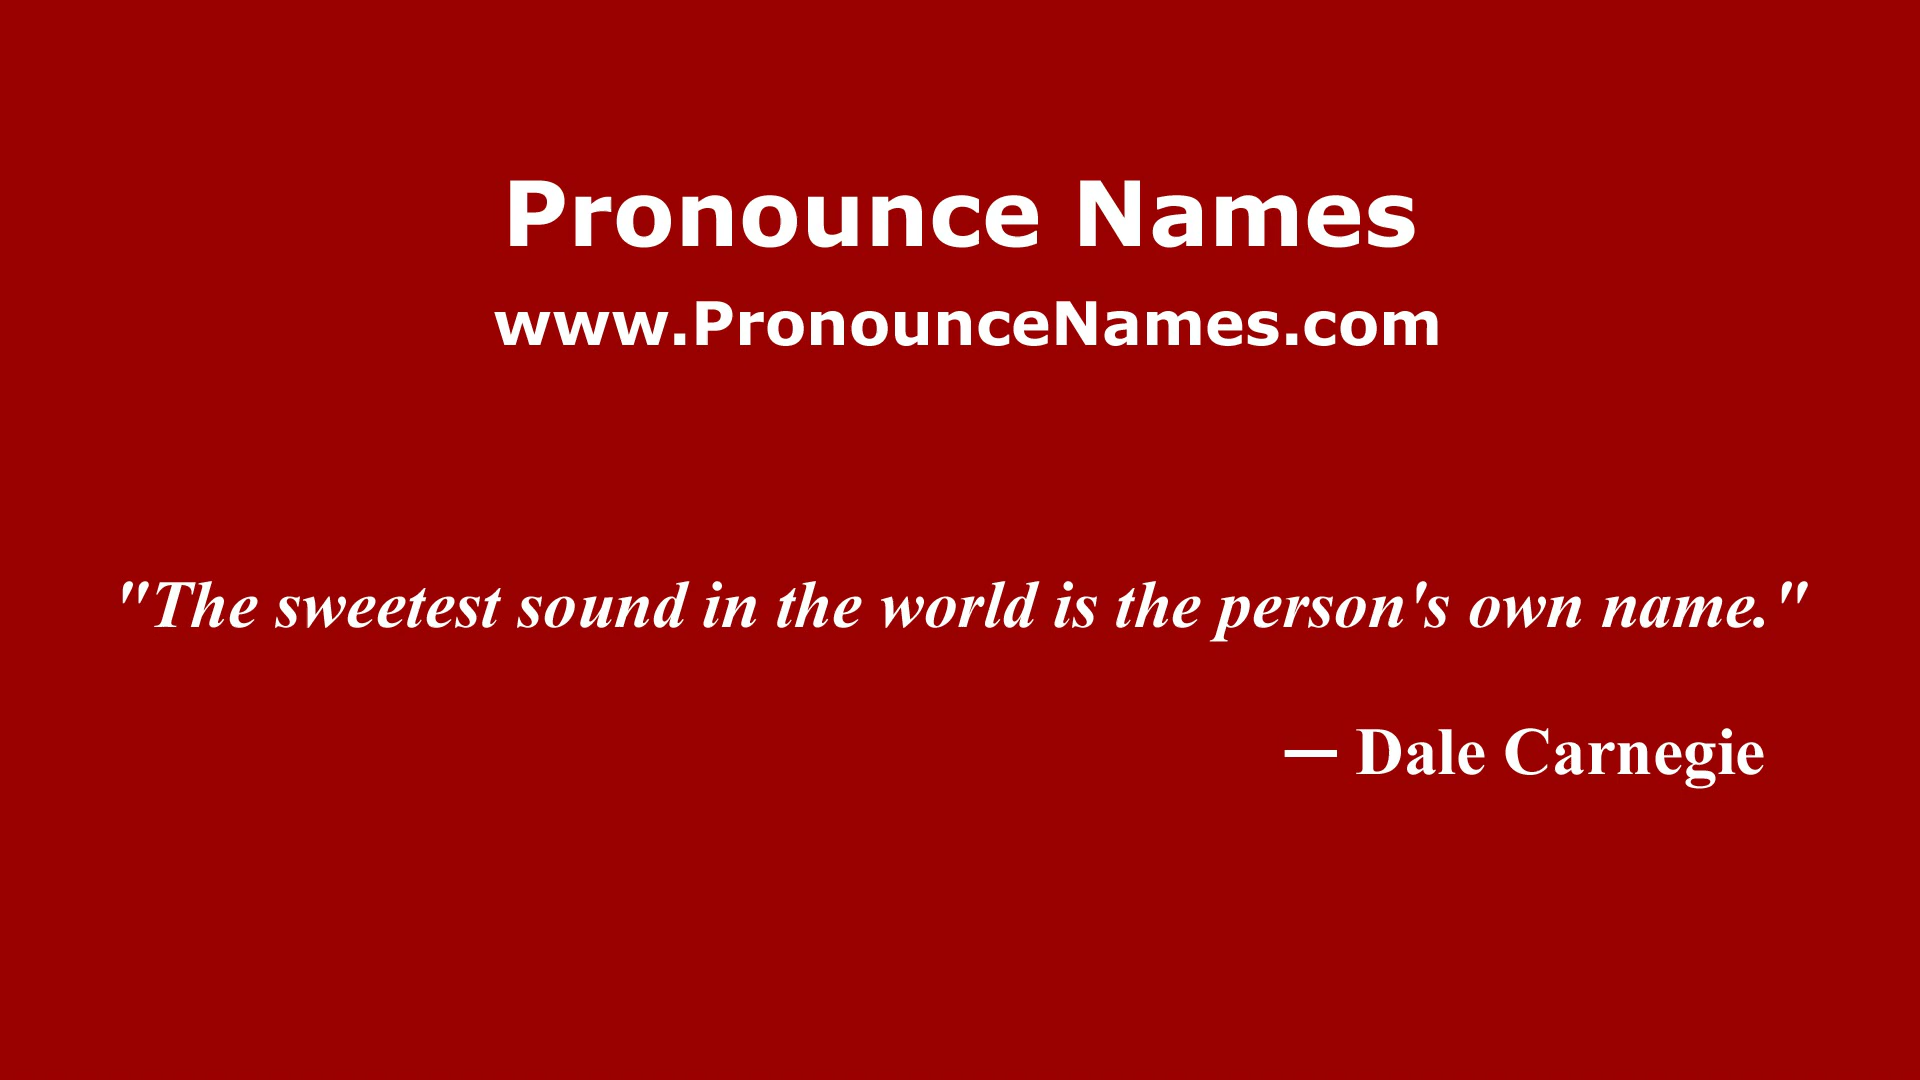 Pronounce Names
www.PronounceNames.com
"The sweetest sound in the world is the person's own name."
— Dale Carnegie